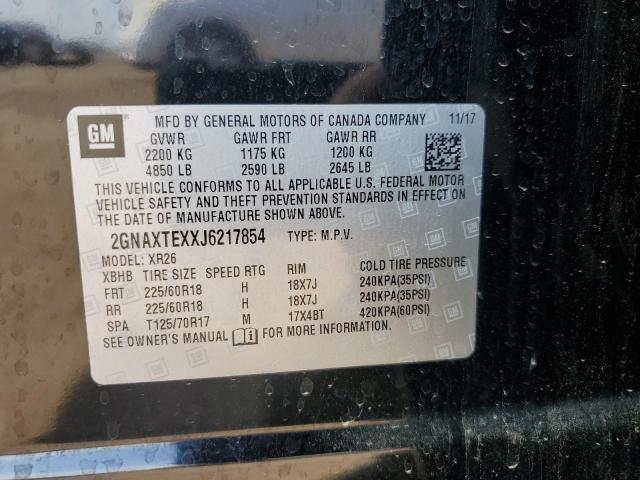 GM
MFD BY GENERAL MOTORS OF CANADA COMPANY 11/17
GVWR GAWR FRT GAWR RR
2200 KG 1175 KG 1200 KG
4850 LB 2590 LB 2645 LB
THIS VEHICLE CONFORMS TO ALL APPLICABLE U.S. FEDERAL MOTOR
VEHICLE SAFETY AND THEFT PREVENTION STANDARDS IN EFFECT ON
THE DATE OF MANUFACTURE SHOWN ABOVE.
2GNAXTEXXJ6217854 TYPE: M.P.V.
MODEL: XR26
XBHB TIRE SIZE SPEED RTG RIM COLD TIRE PRESSURE
FRT 225/60R18 H 18X7J 240KPA(35PSI)
RR 225/60R18 H 18X7J 240KPA(35PSI)
SPA T125/70R17 M 17X4BT 420KPA(60PSI)
SEE OWNER'S MANUAL FOR MORE INFORMATION.